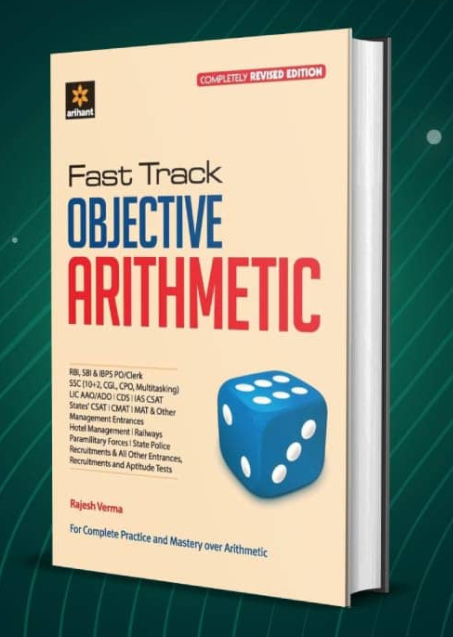 COMPLETELY REVISED EDITION
arihant
Fast Track
OBJECTIVE
ARITHMETIC
RBI, SBI & IBPS PO/Clerk
SSC (10+2, CGL, CPO, Multitasking)
LIC AAO/ADO | CDS | IAS CSAT
States' CSAT | CMAT | MAT & Other
Management Entrances
Hotel Management | Railways
Paramilitary Forces | State Police
Recruitments & All Other Entrances,
Recruitments and Aptitude Tests
Rajesh Verma
For Complete Practice and Mastery over Arithmetic